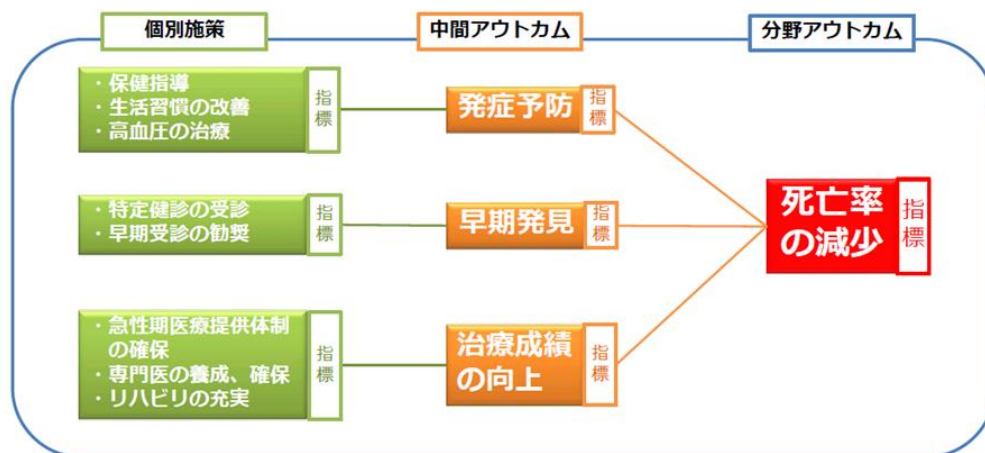 個別施策
中間アウトカム
分野アウトカム
・保健指導
・生活習慣の改善
・高血圧の治療
指標
発症予防
指標
・特定健診の受診
・早期受診の勧奨
指標
早期発見
指標
死亡率
の減少
指標
・急性期医療提供体制
の確保
・専門医の養成、確保
・リハビリの充実
指標
治療成績
の向上
指標